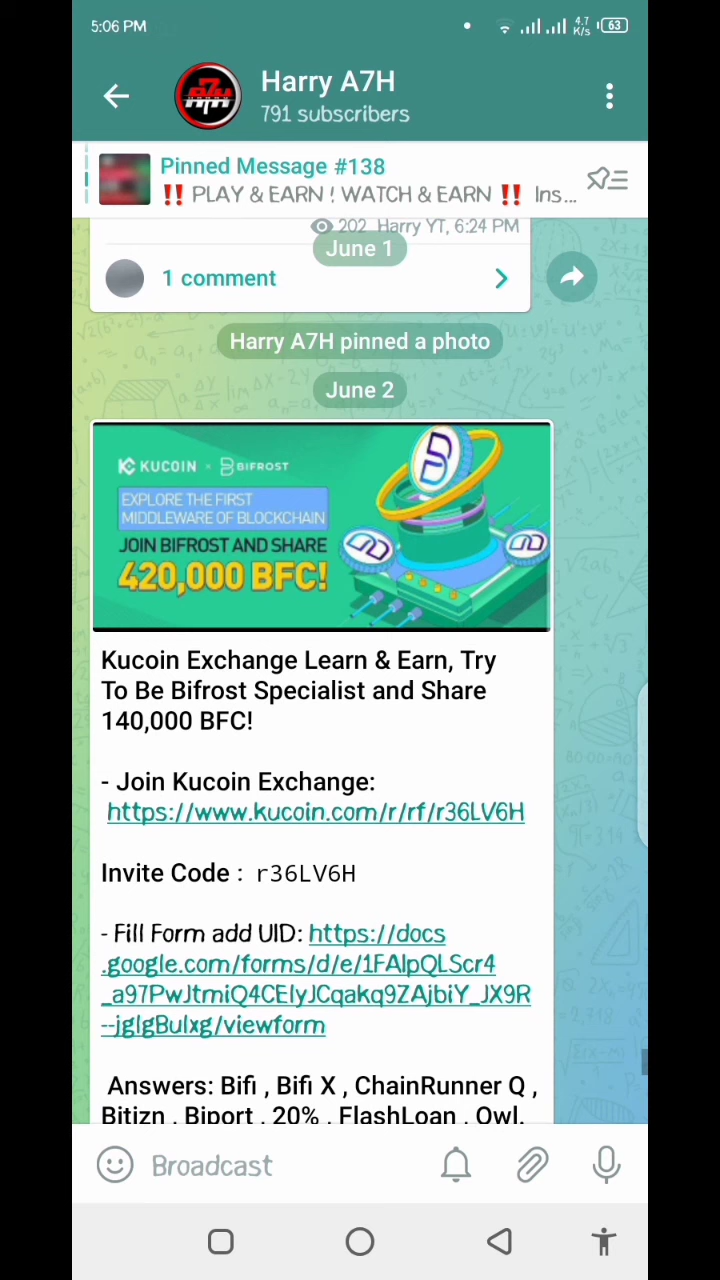 5:06 PM
4.7 K/s
63
Harry A7H
791 subscribers
Pinned Message #138
‼️ PLAY & EARN ! WATCH & EARN ‼️ Ins...
202 Harry YT, 6:24 PM
June 1
1 comment
Harry A7H pinned a photo
June 2
KUCOIN × BIFROST
EXPLORE THE FIRST
MIDDLEWARE OF BLOCKCHAIN
JOIN BIFROST AND SHARE
420,000 BFC!
Kucoin Exchange Learn & Earn, Try
To Be Bifrost Specialist and Share
140,000 BFC!
- Join Kucoin Exchange:
https://www.kucoin.com/r/rf/r36LV6H
Invite Code : r36LV6H
- Fill Form add UID: https://docs
.google.com/forms/d/e/1FAIpQLScr4
_a97PwJtmiQ4CElyJCqakq9ZAjbiY_JX9R
--jglgBulxg/viewform
Answers: Bifi , Bifi X , ChainRunner Q ,
Bitizn , Biport , 20% , FlashLoan , Owl.
Broadcast